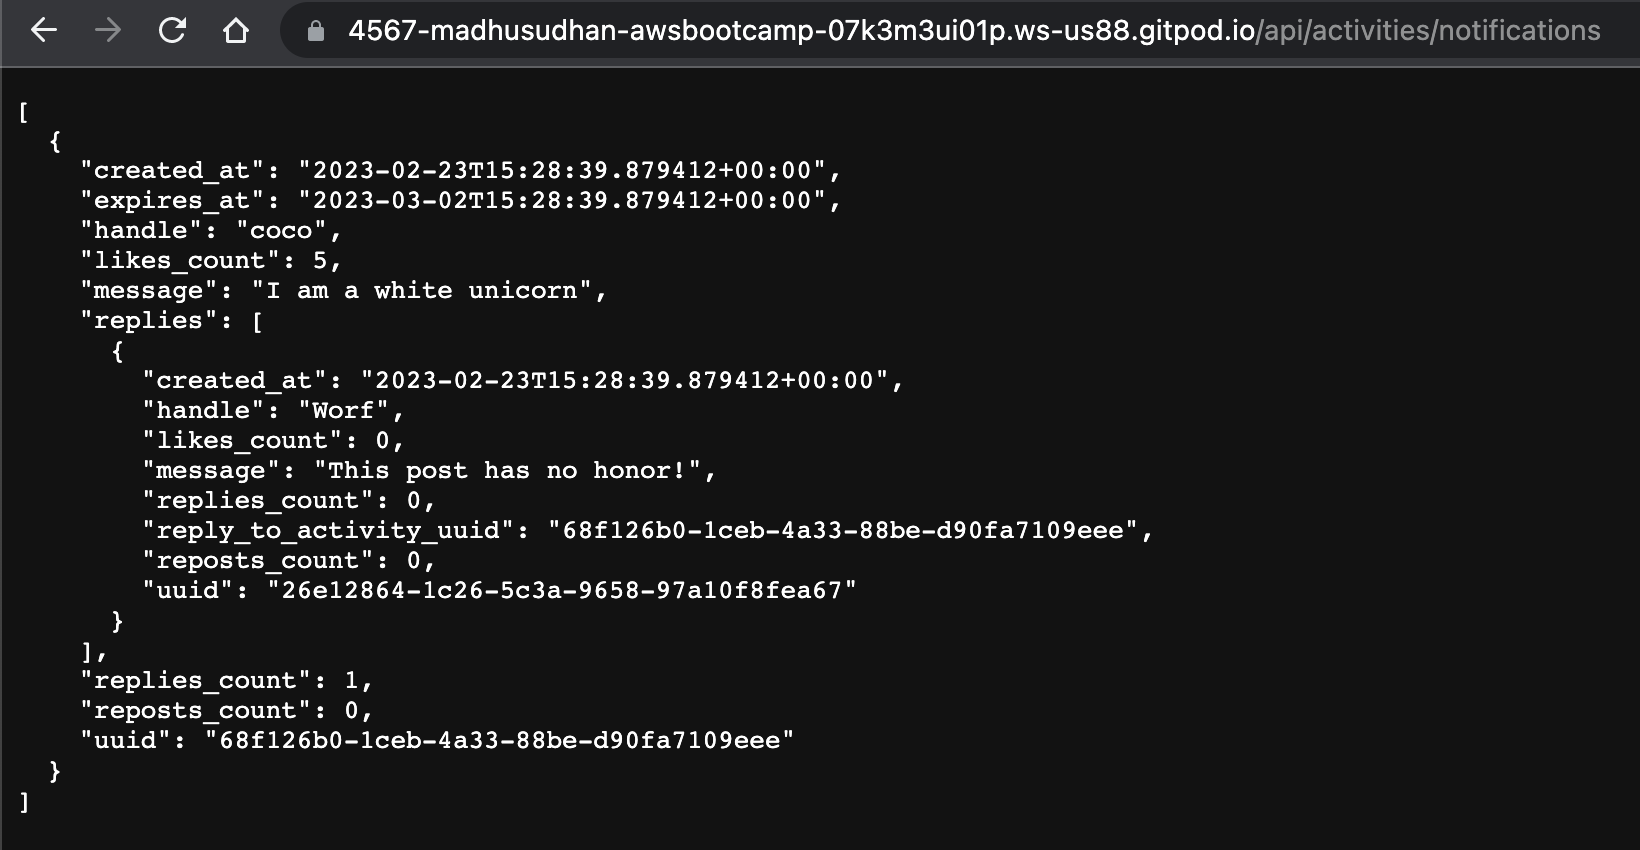 4567-madhusudhan-awsbootcamp-07k3m3ui01p.ws-us88.gitpod.io/api/activities/notifications
[
  {
    "created_at": "2023-02-23T15:28:39.879412+00:00",
    "expires_at": "2023-03-02T15:28:39.879412+00:00",
    "handle": "coco",
    "likes_count": 5,
    "message": "I am a white unicorn",
    "replies": [
      {
        "created_at": "2023-02-23T15:28:39.879412+00:00",
        "handle": "Worf",
        "likes_count": 0,
        "message": "This post has no honor!",
        "replies_count": 0,
        "reply_to_activity_uuid": "68f126b0-1ceb-4a33-88be-d90fa7109eee",
        "reposts_count": 0,
        "uuid": "26e12864-1c26-5c3a-9658-97a10f8fea67"
      }
    ],
    "replies_count": 1,
    "reposts_count": 0,
    "uuid": "68f126b0-1ceb-4a33-88be-d90fa7109eee"
  }
]